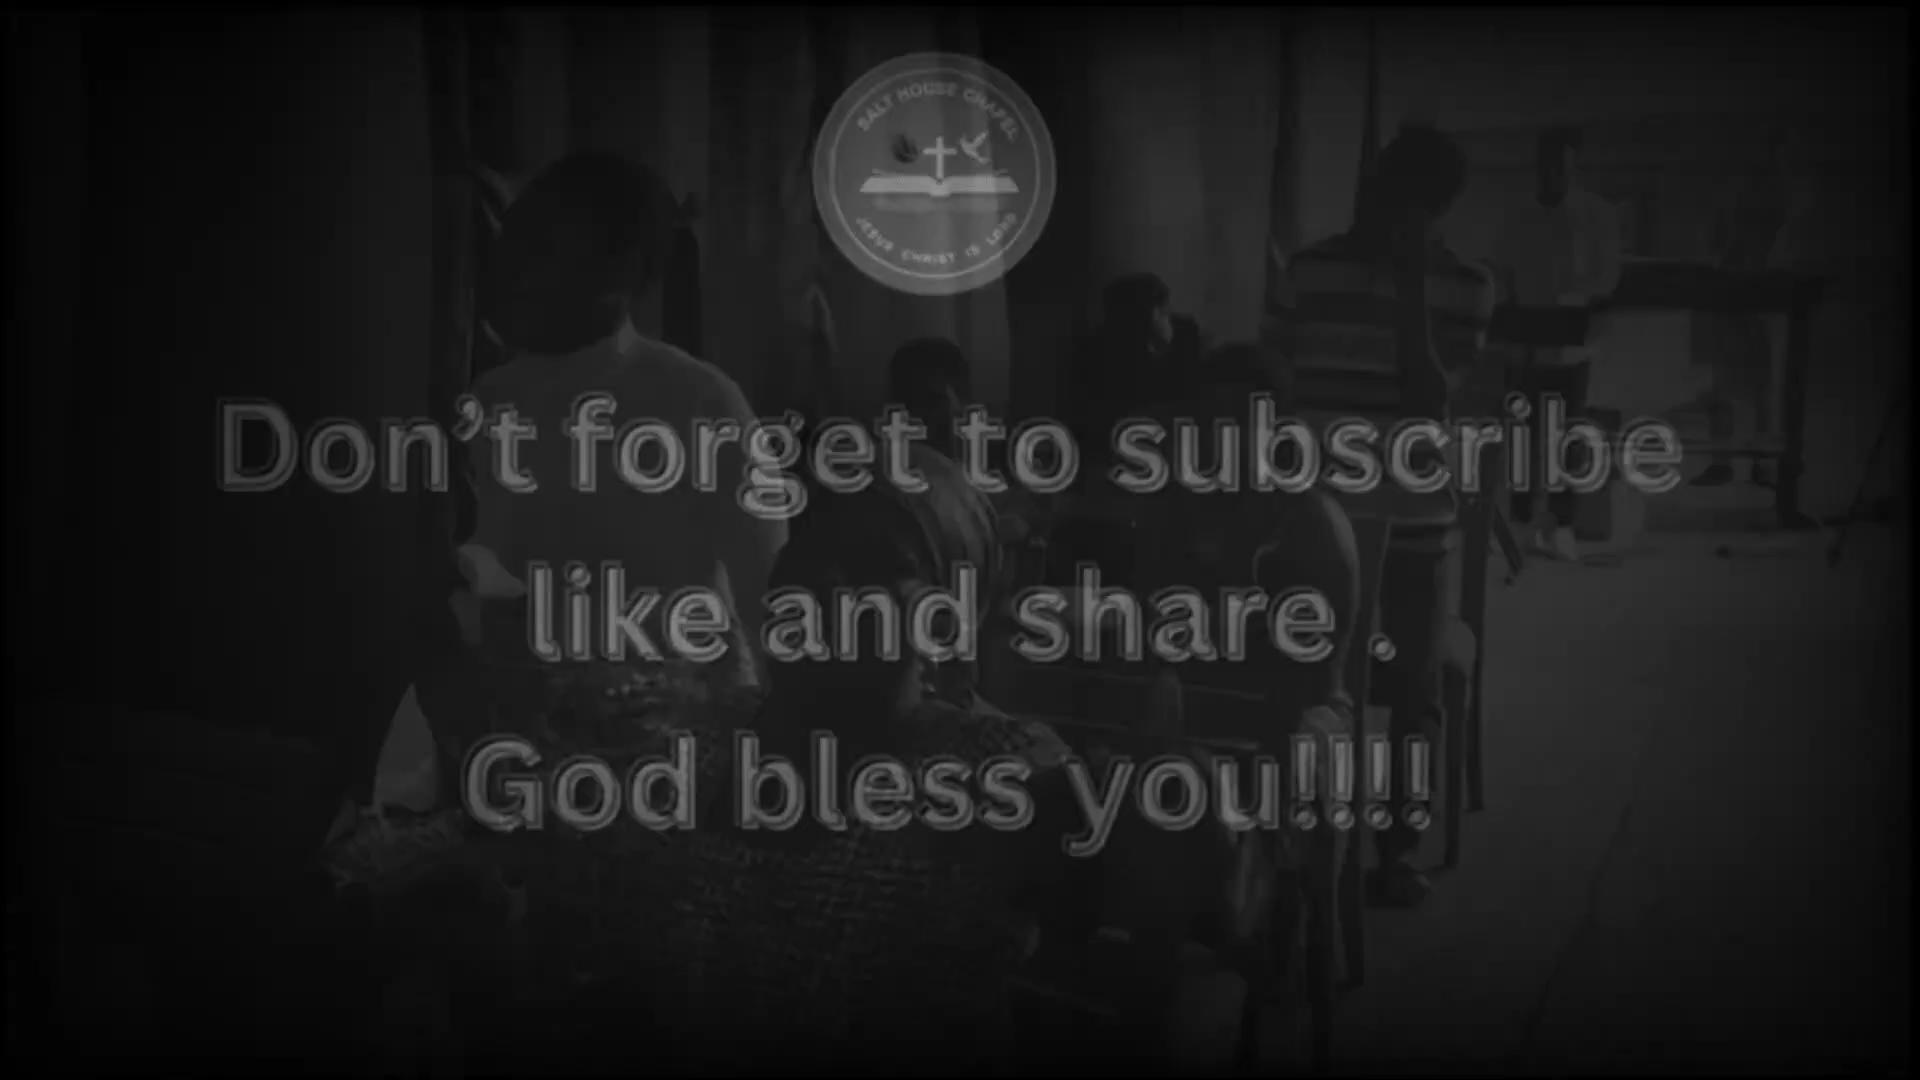 SALT HOUSE CHAPEL
JESUS CHRIST IS LORD
Don't forget to subscribe
like and share .
God bless you!!!!